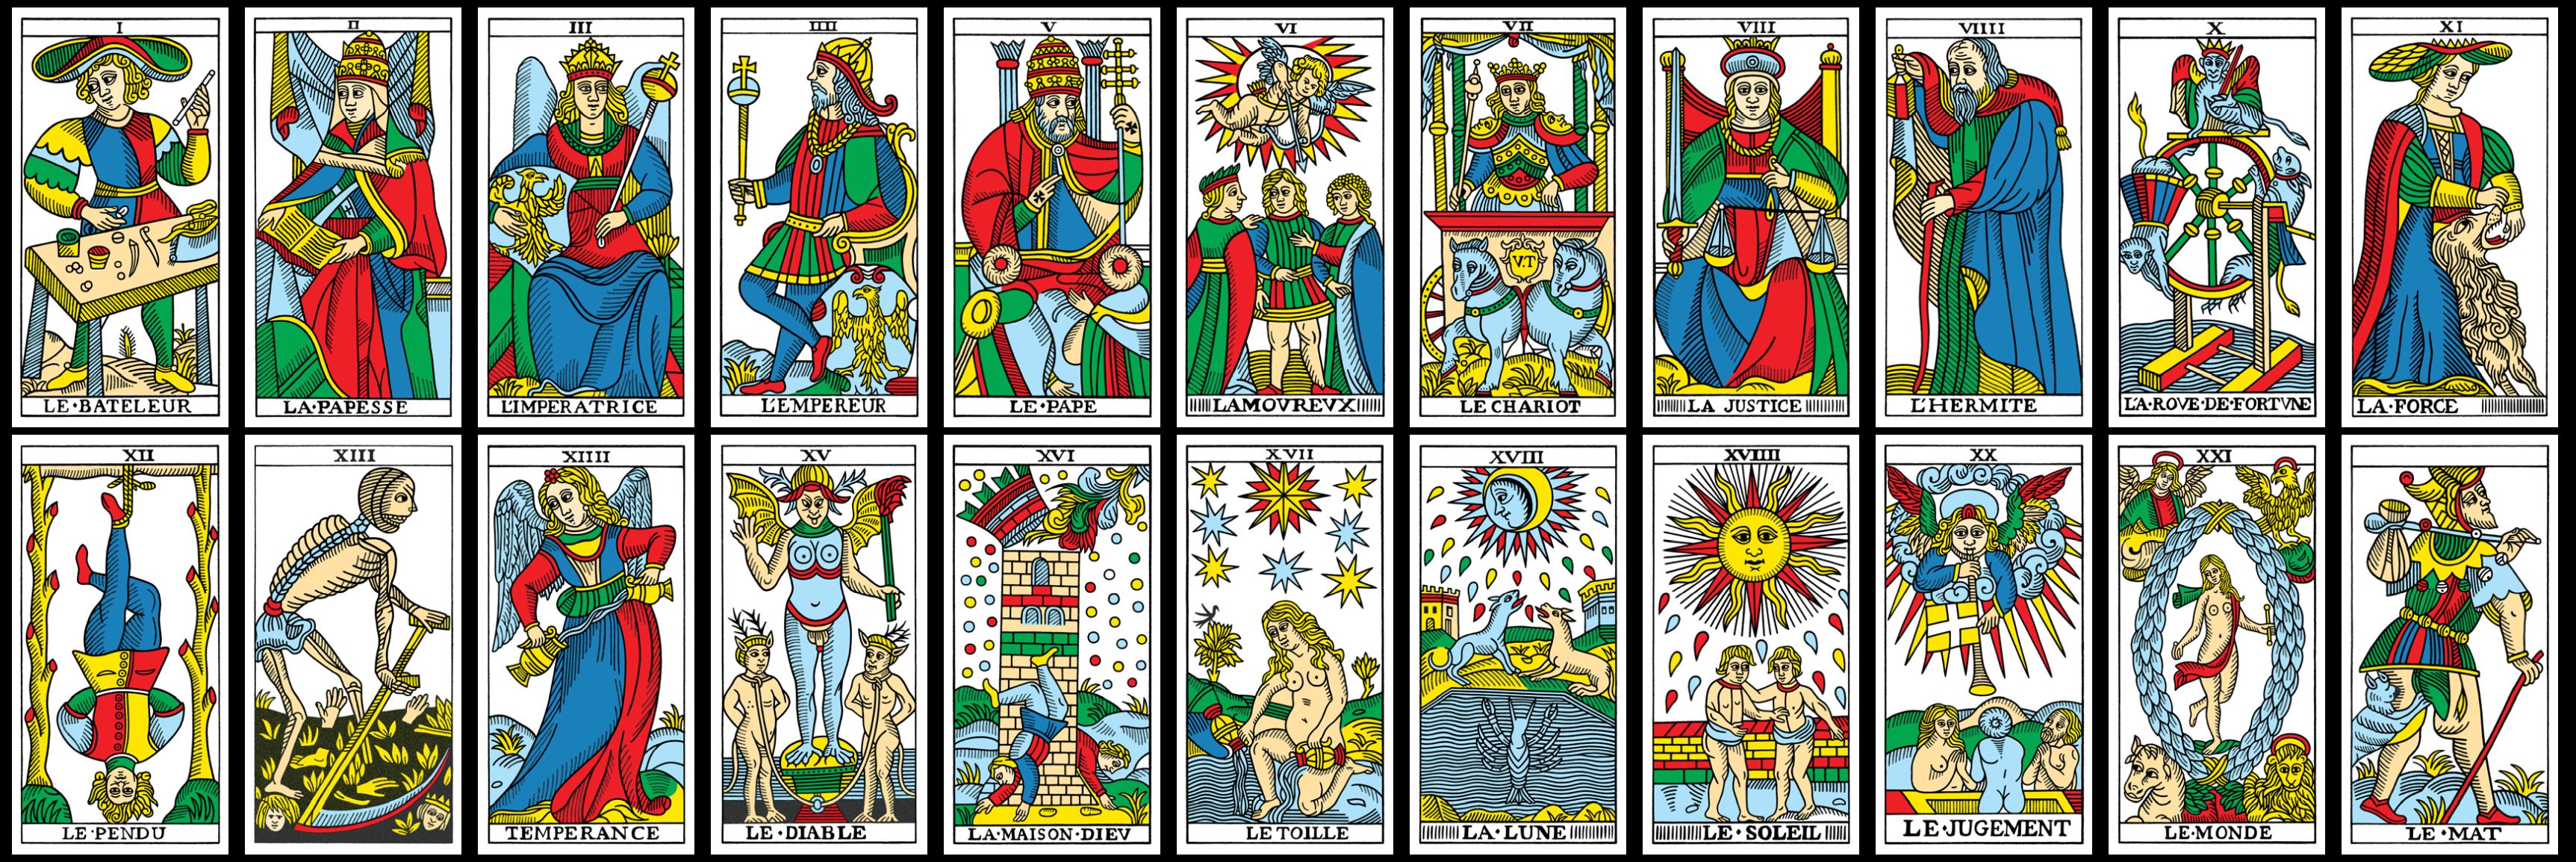 I
LE·BATELEUR
II
LA·PAPESSE
III
L'IMPERATRICE
IIII
L'EMPEREUR
V
LE·PAPE
VI
LAMOVREVX
VII
V.T
LE CHARIOT
VIII
LA JUSTICE
VIIII
L'HERMITE
X
L'A·ROVE·DE·FORTVNE
XI
LA·FORCE
XII
LE·PENDU
XIII
XIIII
TEMPERANCE
XV
LE·DIABLE
XVI
LA·MAISON·DIEV
XVII
LE TOILLE
XVIII
LA·LUNE
XVIIII
LE·SOLEIL
XX
LE·JUGEMENT
XXI
LE·MONDE
LE·MAT